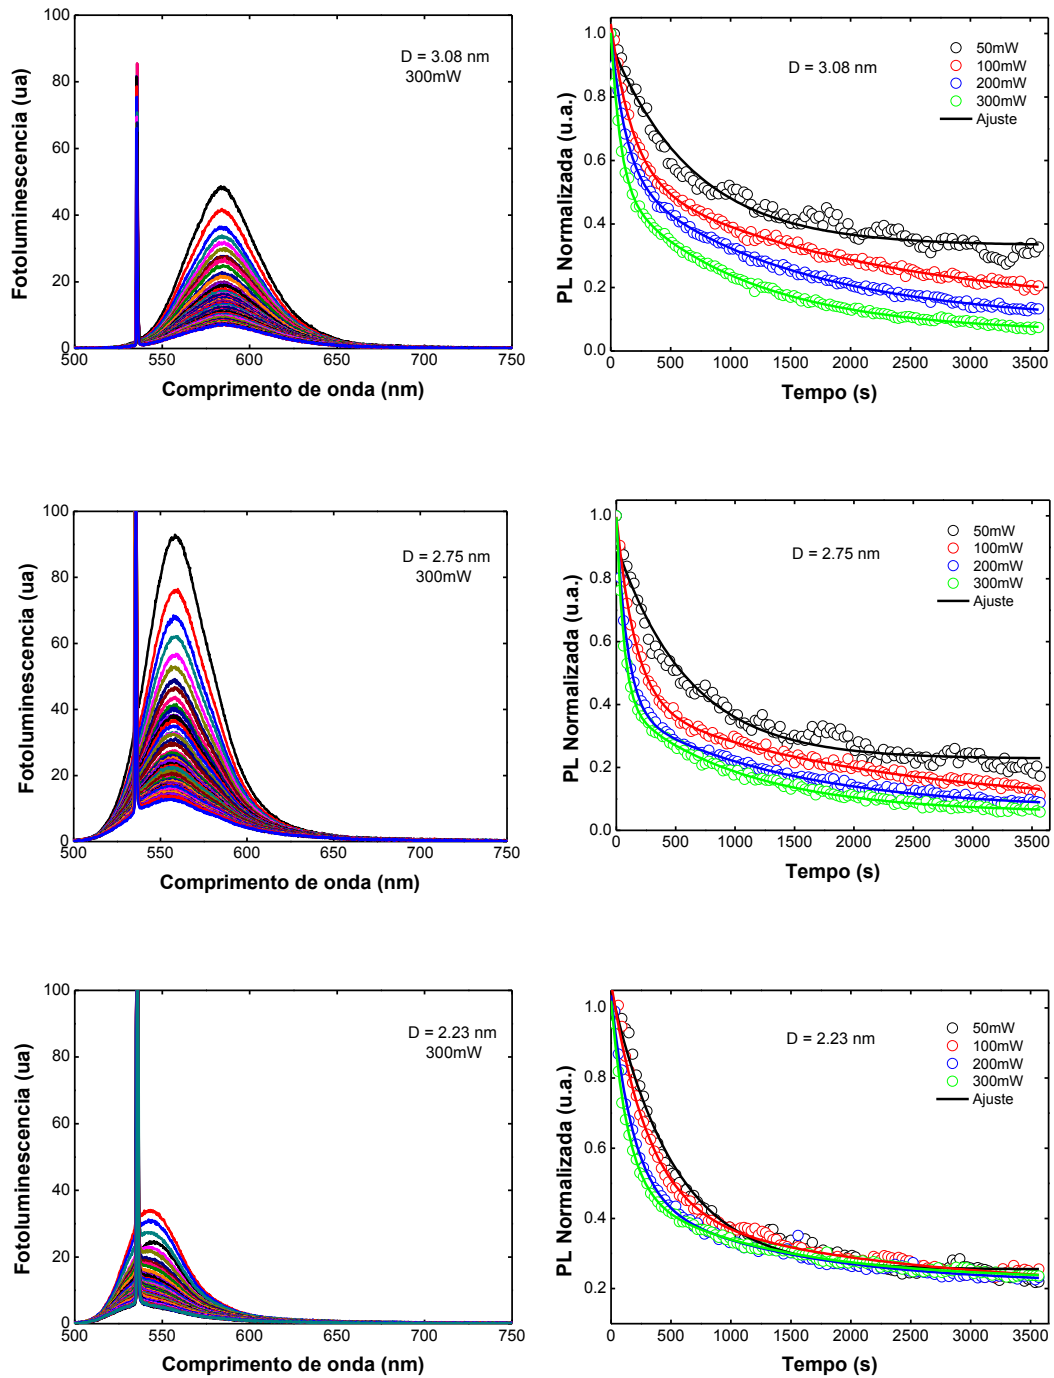 100
80
60
40
20
0
500 550 600 650 700 750
Fotoluminescencia (ua)
Comprimento de onda (nm)
D = 3.08 nm
300mW
1.0
0.8
0.6
0.4
0.2
0.0
0 500 1000 1500 2000 2500 3000 3500
PL Normalizada (u.a.)
Tempo (s)
D = 3.08 nm
50mW
100mW
200mW
300mW
Ajuste
100
80
60
40
20
0
500 550 600 650 700 750
Fotoluminescencia (ua)
Comprimento de onda (nm)
D = 2.75 nm
300mW
1.0
0.8
0.6
0.4
0.2
0.0
0 500 1000 1500 2000 2500 3000 3500
PL Normalizada (u.a.)
Tempo (s)
D = 2.75 nm
50mW
100mW
200mW
300mW
Ajuste
100
80
60
40
20
0
500 550 600 650 700 750
Fotoluminescencia (ua)
Comprimento de onda (nm)
D = 2.23 nm
300mW
1.0
0.8
0.6
0.4
0.2
0 500 1000 1500 2000 2500 3000 3500
PL Normalizada (u.a.)
Tempo (s)
D = 2.23 nm
50mW
100mW
200mW
300mW
Ajuste